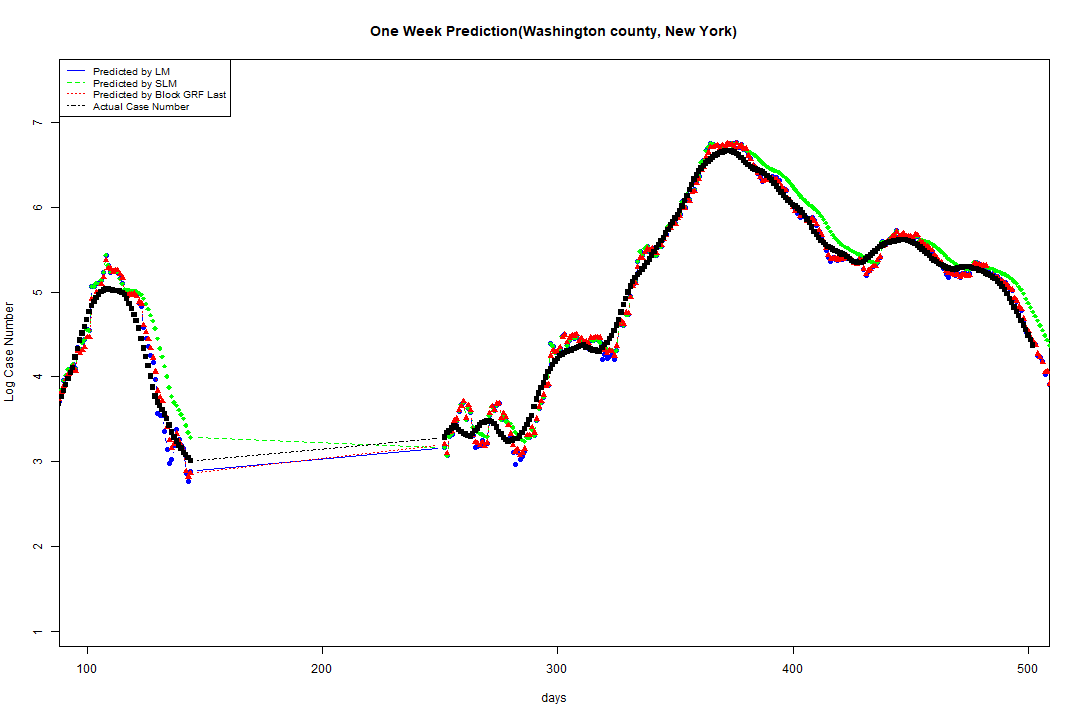 One Week Prediction(Washington county, New York)
Predicted by LM
Predicted by SLM
Predicted by Block GRF Last
Actual Case Number
Log Case Number
7
6
5
4
3
2
1
100 200 300 400 500
days